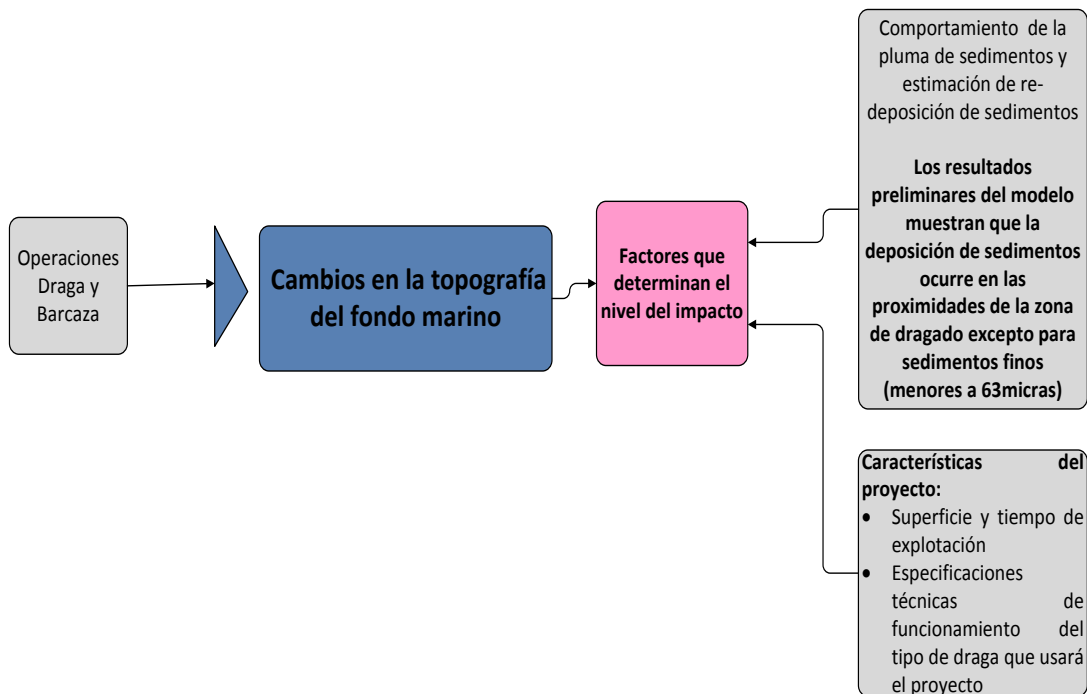 Operaciones
Draga y
Barcaza
Cambios en la topografía
del fondo marino
Factores que
determinan el
nivel del impacto
Comportamiento de la
pluma de sedimentos y
estimación de re-
deposición de sedimentos
Los resultados
preliminares del modelo
muestran que la
deposición de sedimentos
ocurre en las
proximidades de la zona
de dragado excepto para
sedimentos finos
(menores a 63micras)
Características del
proyecto:
• Superficie y tiempo de
explotación
• Especificaciones
técnicas de
funcionamiento del
tipo de draga que usará
el proyecto